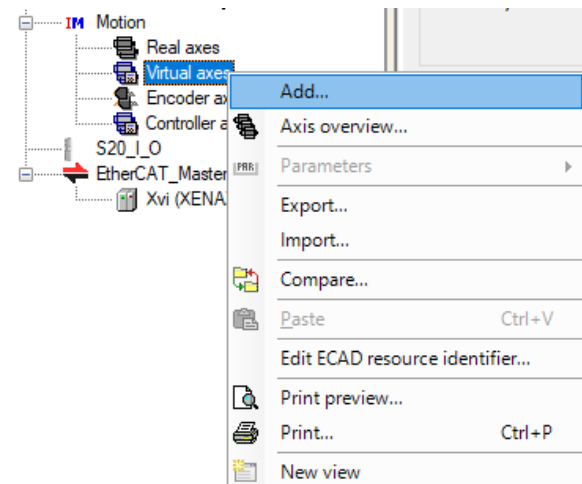 IM Motion
Real axes
Virtual axes
Encoder ax
Controller a
S20_I_O
EtherCAT_Master
Xvi (XENA
Add...
Axis overview...
PAR Parameters
Export...
Import...
Compare...
Paste Ctrl+V
Edit ECAD resource identifier...
Print preview...
Print... Ctrl+P
New view